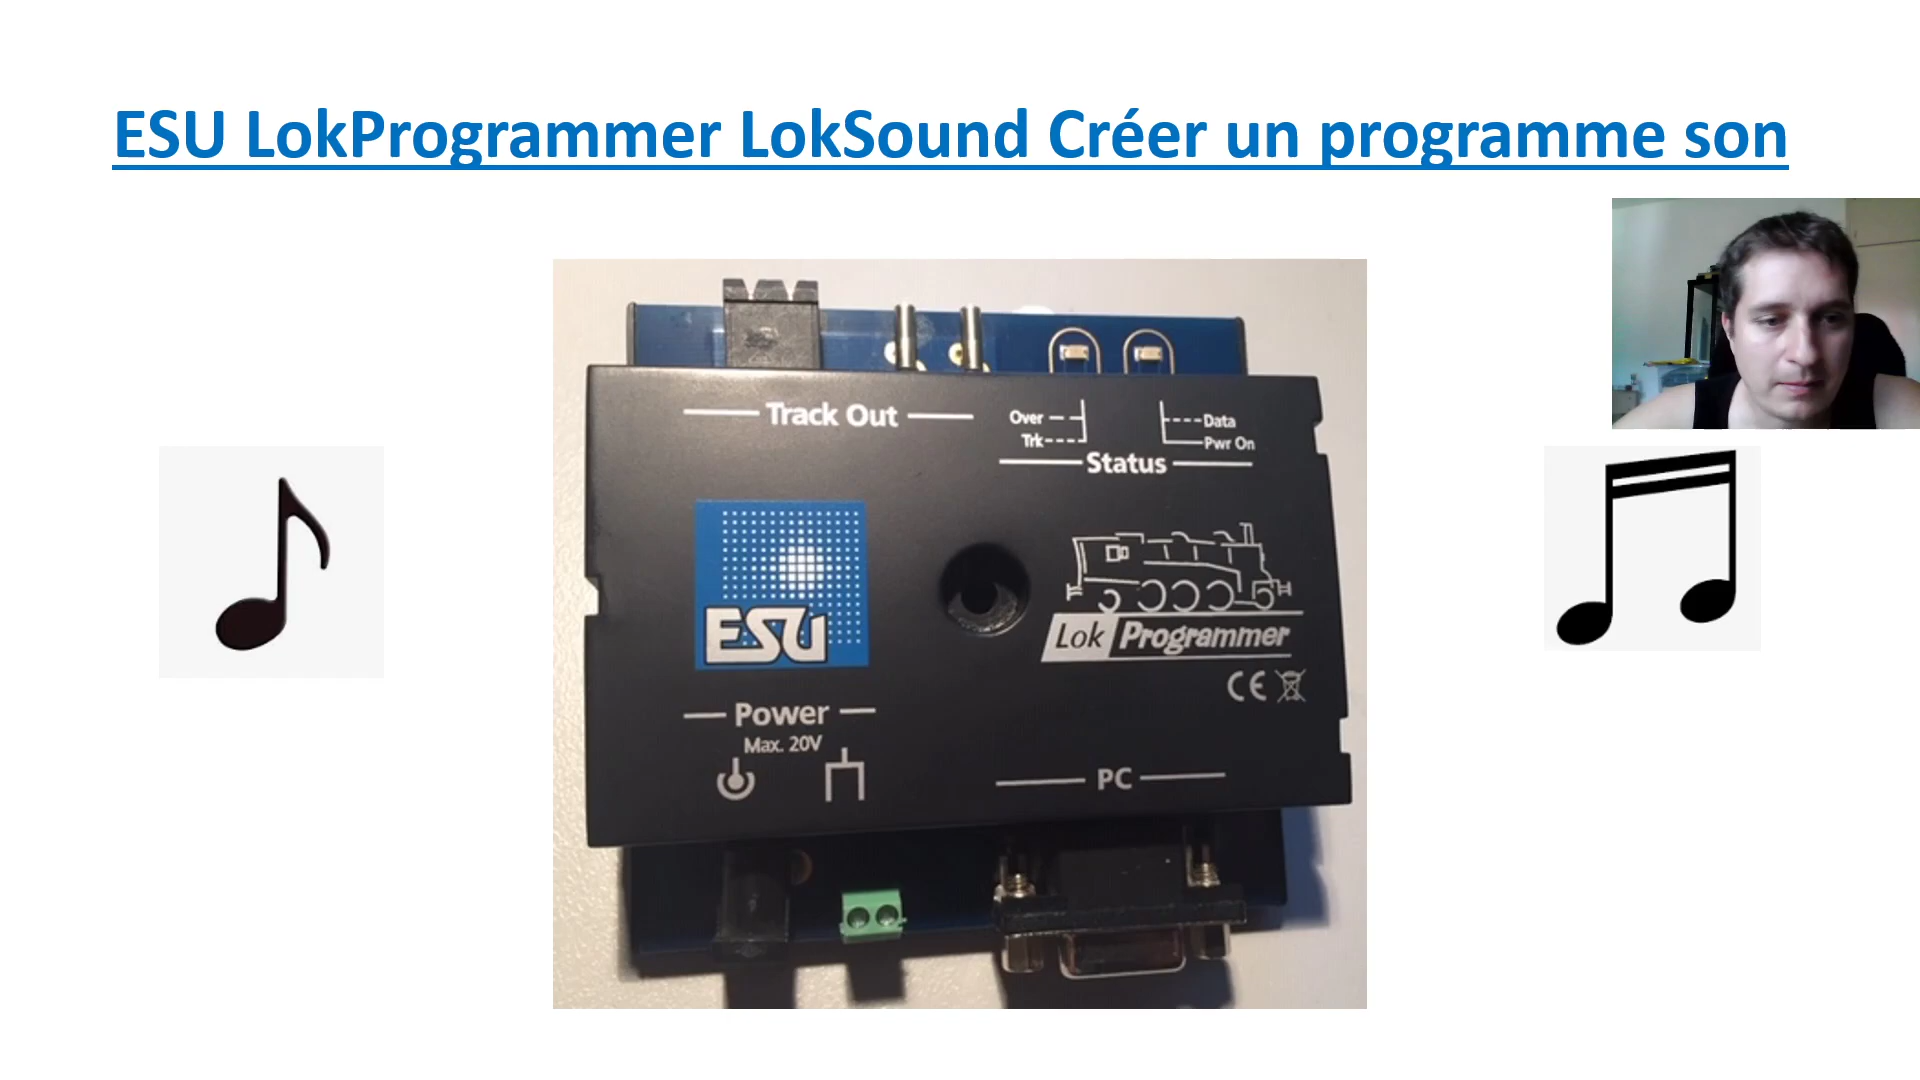 ESU LokProgrammer LokSound Créer un programme son
Track Out
Over
Trk
Data
Pwr On
Status
ESU
Lok Programmer
CE
Power
Max. 20V
PC